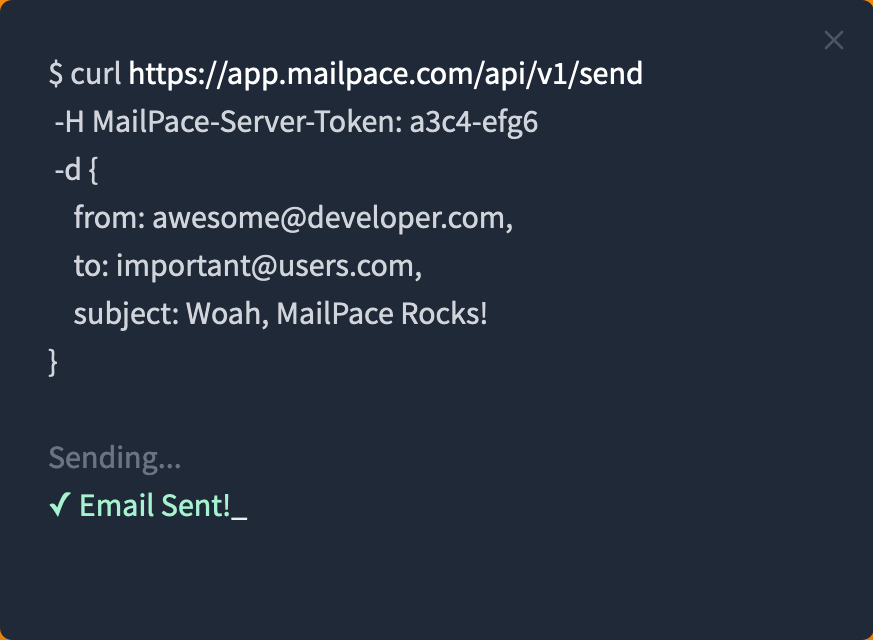 $ curl https://app.mailpace.com/api/v1/send
-H MailPace-Server-Token: a3c4-efg6
-d {
from: awesome@developer.com,
to: important@users.com,
subject: Woah, MailPace Rocks!
}
Sending...
✓ Email Sent!_